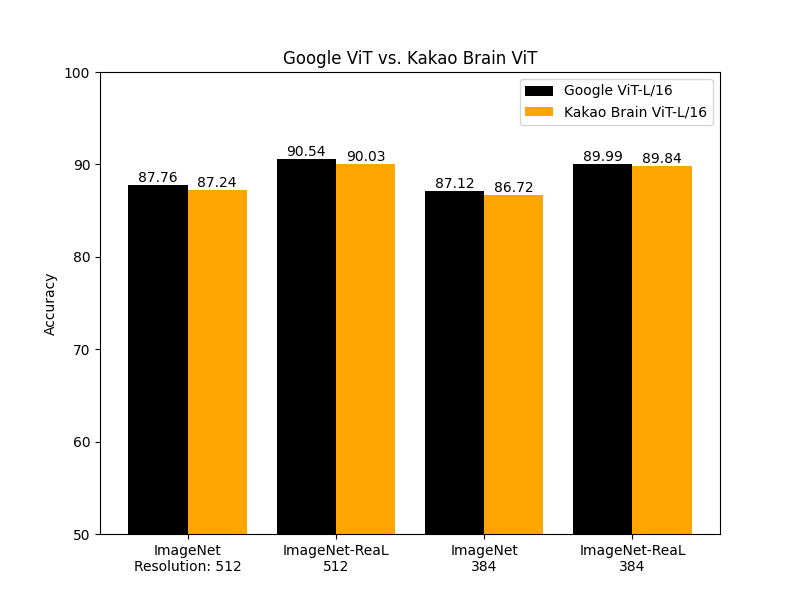 Google ViT vs. Kakao Brain ViT
Google ViT-L/16
Kakao Brain ViT-L/16
Accuracy
100
90
80
70
60
50
87.76
87.24
90.54
90.03
87.12
86.72
89.99
89.84
ImageNet
Resolution: 512
ImageNet-ReaL
512
ImageNet
384
ImageNet-ReaL
384